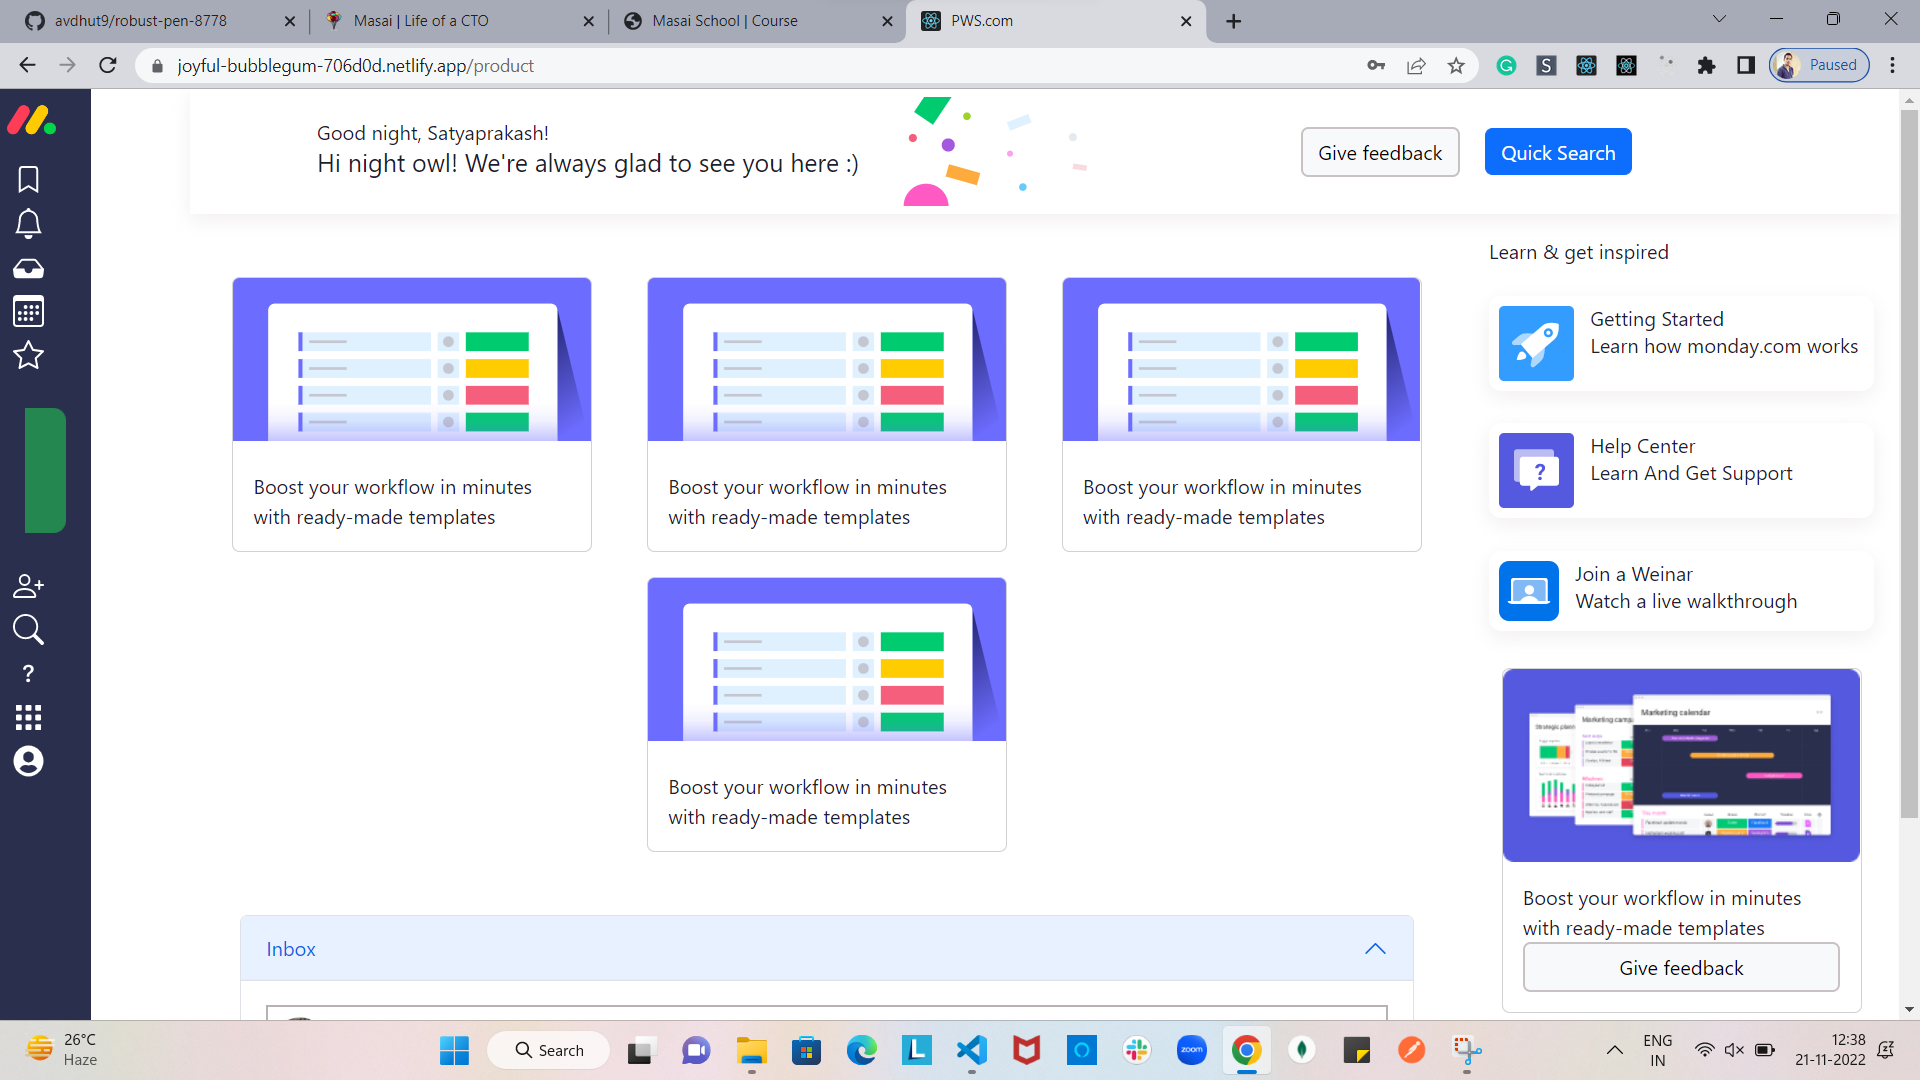 avdhut9/robust-pen-8778
Masai | Life of a CTO
Masai School | Course
PWS.com
joyful-bubblegum-706d0d.netlify.app/product
Paused
Good night, Satyaprakash!
Hi night owl! We're always glad to see you here :)
Give feedback
Quick Search
Learn & get inspired
Getting Started
Learn how monday.com works
Help Center
Learn And Get Support
Join a Weinar
Watch a live walkthrough
Boost your workflow in minutes
with ready-made templates
Boost your workflow in minutes
with ready-made templates
Boost your workflow in minutes
with ready-made templates
Boost your workflow in minutes
with ready-made templates
Marketing calendar
Boost your workflow in minutes
with ready-made templates
Give feedback
Inbox
26°C
Haze
Search
zoom
ENG
IN
12:38
21-11-2022